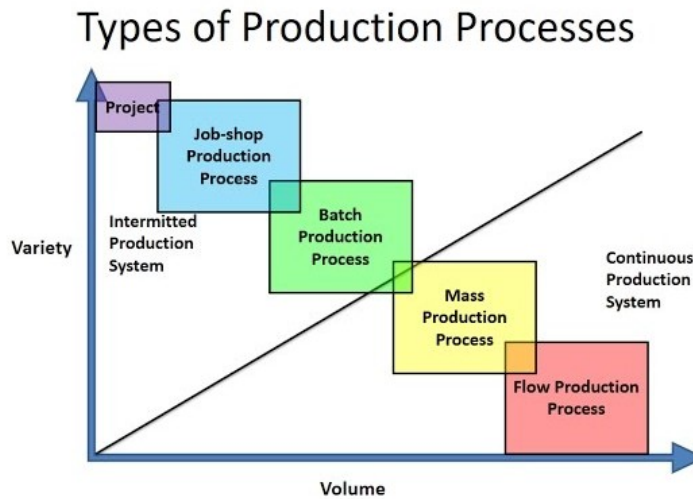 Types of Production Processes
Project
Job-shop
Production
Process
Intermitted
Production
System
Batch
Production
Process
Variety
Continuous
Production
System
Mass
Production
Process
Flow Production
Process
Volume